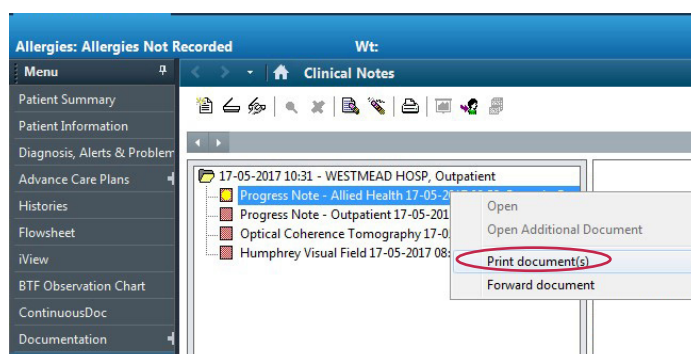 Allergies: Allergies Not Recorded Wt:
Menu
Clinical Notes
Patient Summary
Patient Information
Diagnosis, Alerts & Problem
Advance Care Plans
Histories
Flowsheet
iView
BTF Observation Chart
ContinuousDoc
Documentation
17-05-2017 10:31 - WESTMEAD HOSP, Outpatient
Progress Note - Allied Health 17-05-2
Progress Note - Outpatient 17-05-201
Optical Coherence Tomography 17-0
Humphrey Visual Field 17-05-2017 08:
Open
Open Additional Document
Print document(s)
Forward document